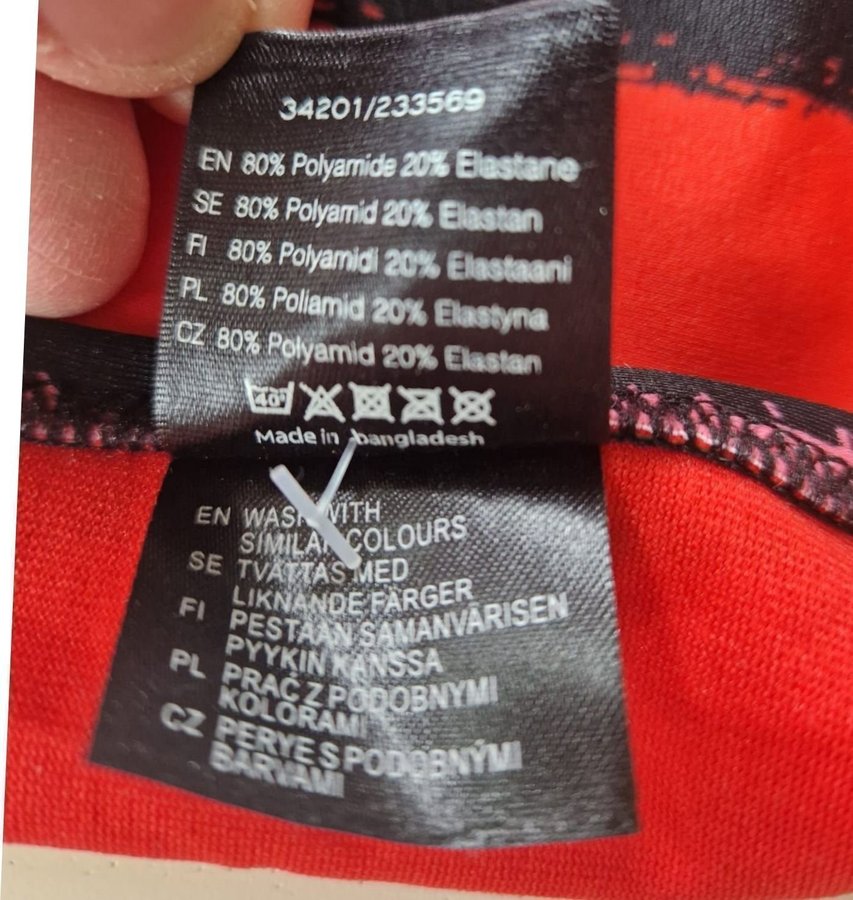 34201/233569
EN 80% Polyamide 20% Elastane
SE 80% Polyamid 20% Elastan
FI 80% Polyamidi 20% Elastaani
PL 80% Poliamid 20% Elastyna
CZ 80% Polyamid 20% Elastan
40°
Made in bangladesh
EN WASH WITH
SIMILAR COLOURS
SE TVÄTTAS MED
LIKNANDE FÄRGER
FI PESTÄÄN SAMANVÄRISEN
PYYKIN KANSSA
PL PRAĆ Z PODOBNYMI
KOLORAMI
CZ PERYE S PODOBNÝMI
BARVAMI